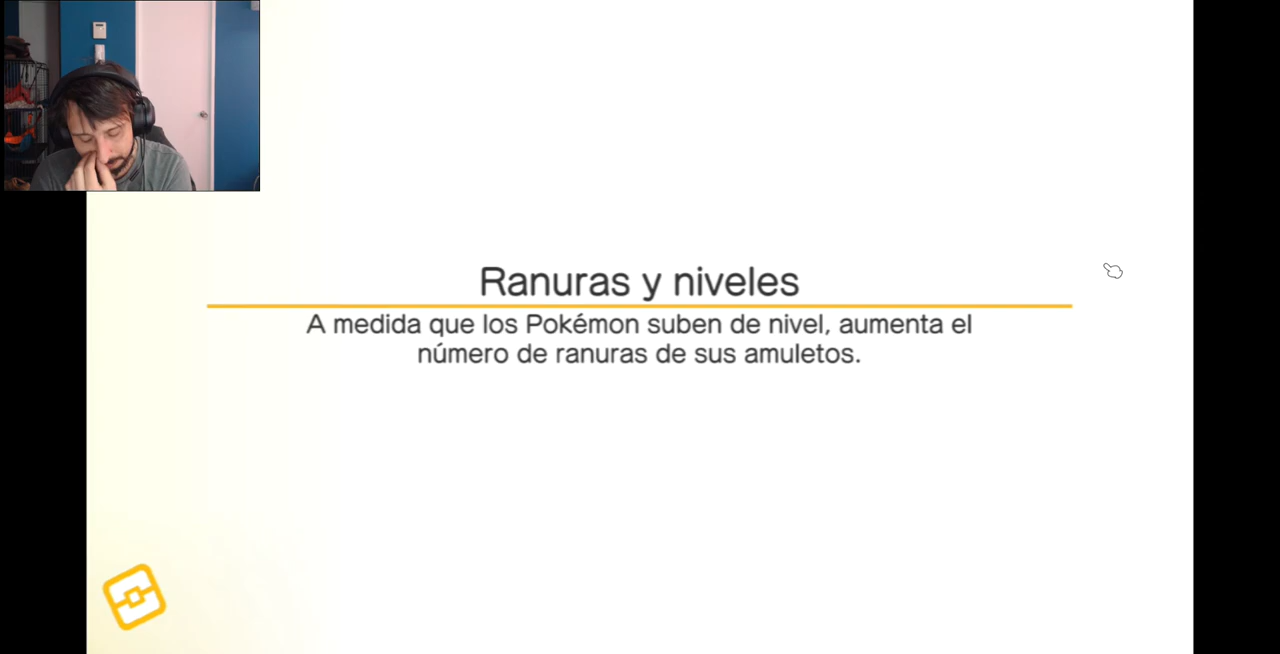 Ranuras y niveles
A medida que los Pokémon suben de nivel, aumenta el
número de ranuras de sus amuletos.